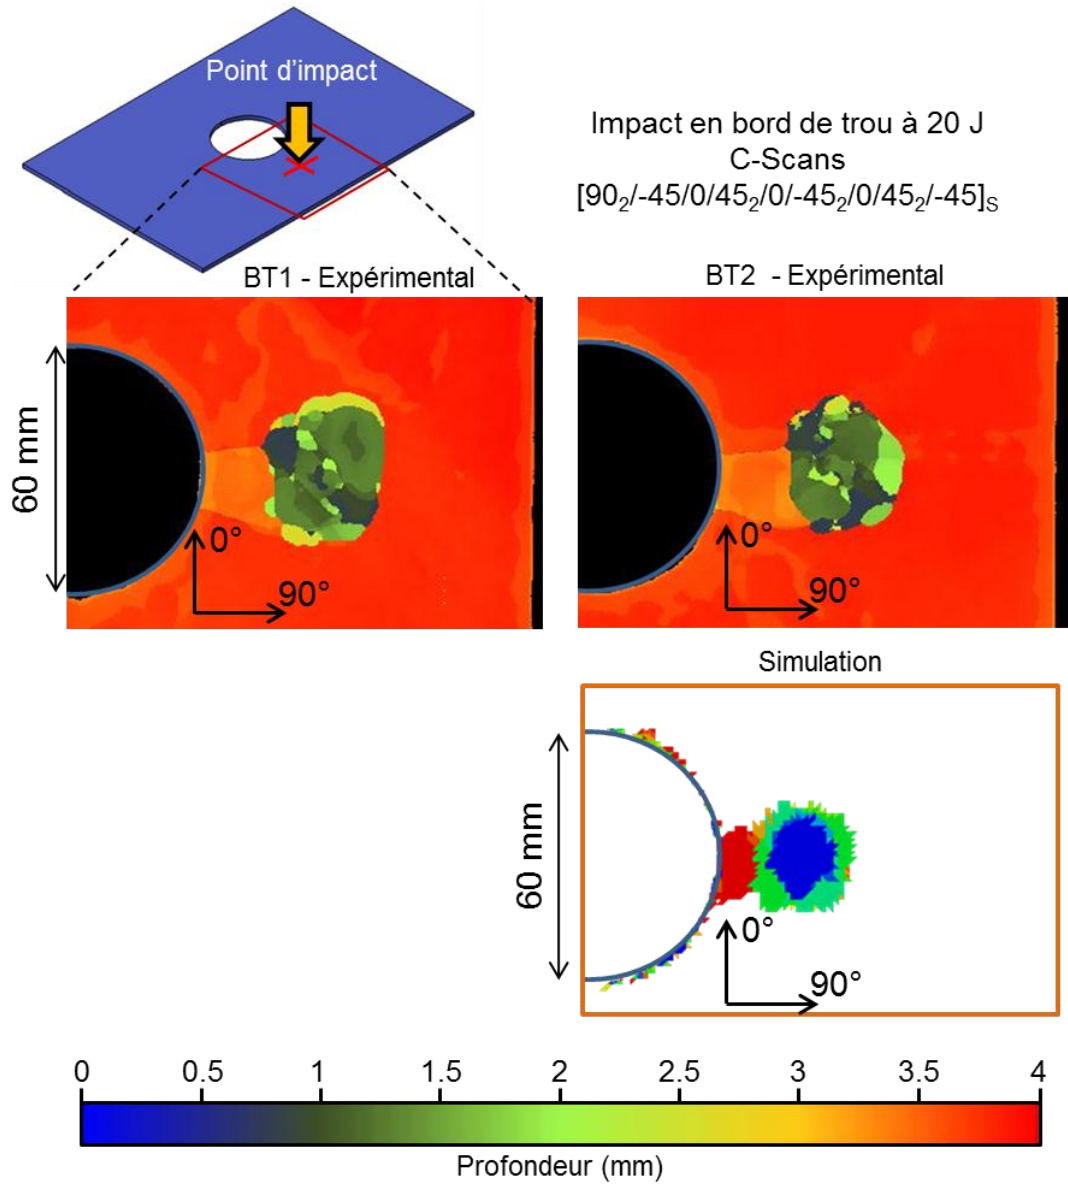 Point d'impact
Impact en bord de trou à 20 J
C-Scans
[90₂/-45/0/45₂/0/-45₂/0/45₂/-45]ₛ
BT1 - Expérimental
BT2 - Expérimental
60 mm
0°
90°
0°
90°
Simulation
60 mm
0°
90°
0 0.5 1 1.5 2 2.5 3 3.5 4
Profondeur (mm)